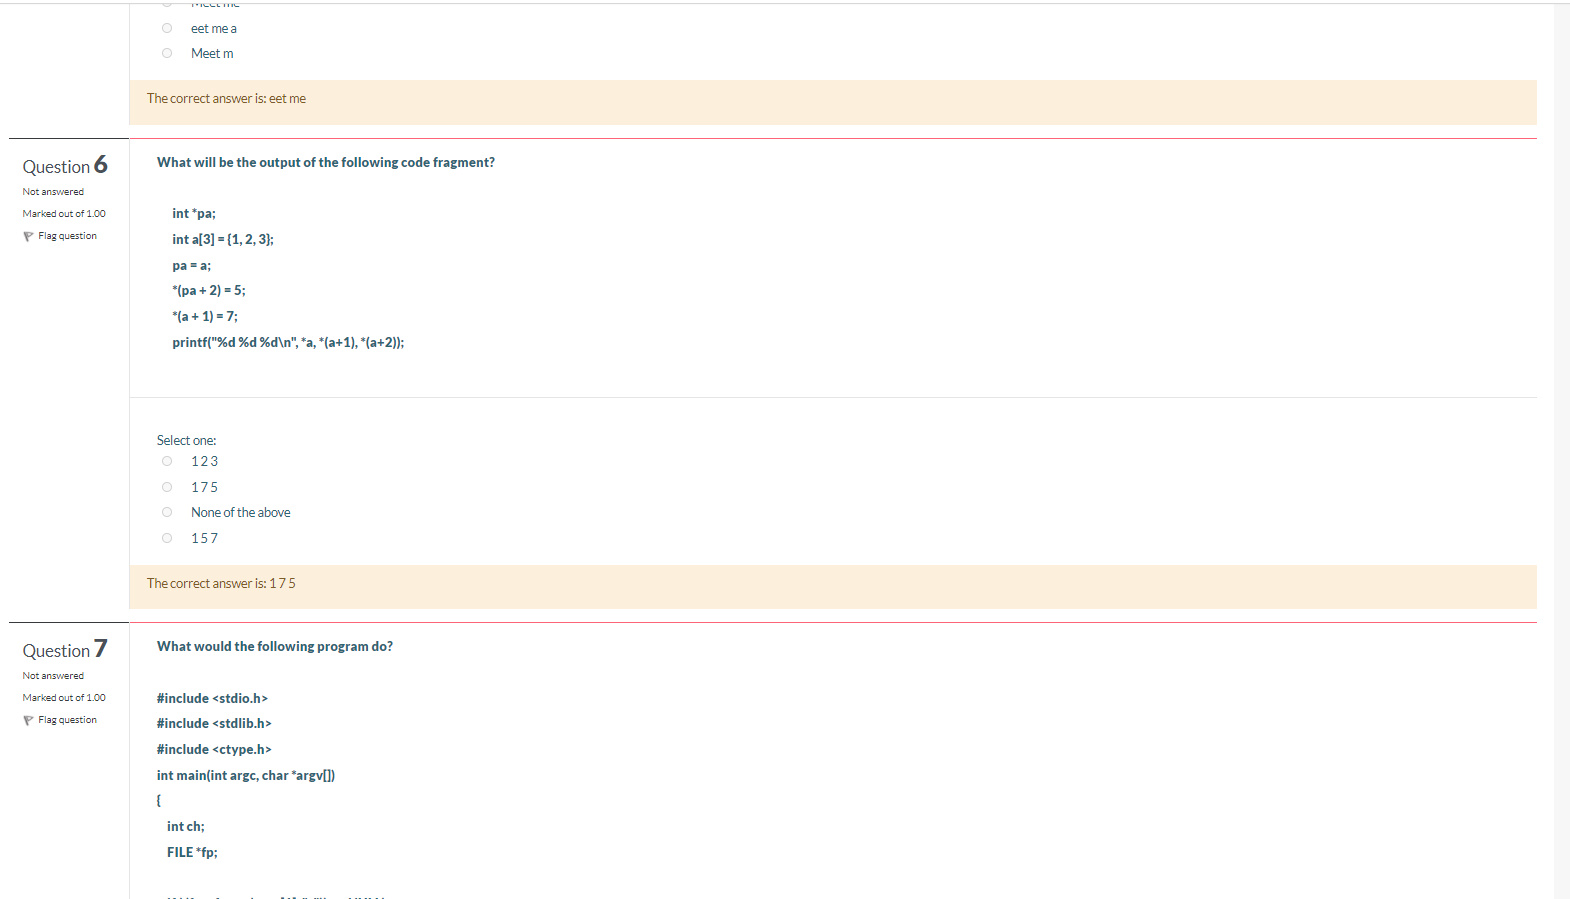 eet me a
Meet m
The correct answer is: eet me
Question 6
Not answered
Marked out of 1.00
Flag question
What will be the output of the following code fragment?
int *pa;
int a[3] = {1, 2, 3};
pa = a;
*(pa + 2) = 5;
*(a + 1) = 7;
printf("%d %d %d\n", *a, *(a+1), *(a+2));
Select one:
1 2 3
1 7 5
None of the above
1 5 7
The correct answer is: 1 7 5
Question 7
Not answered
Marked out of 1.00
Flag question
What would the following program do?
#include <stdio.h>
#include <stdlib.h>
#include <ctype.h>
int main(int argc, char *argv[])
{
int ch;
FILE *fp;